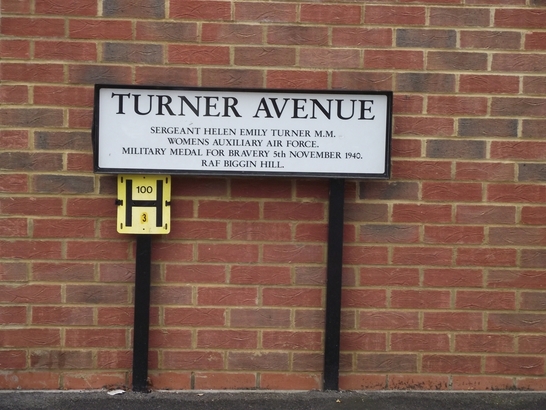 TURNER AVENUE
SERGEANT HELEN EMILY TURNER M.M.
WOMENS AUXILIARY AIR FORCE.
MILITARY MEDAL FOR BRAVERY 5th NOVEMBER 1940.
RAF BIGGIN HILL.
100
H
3